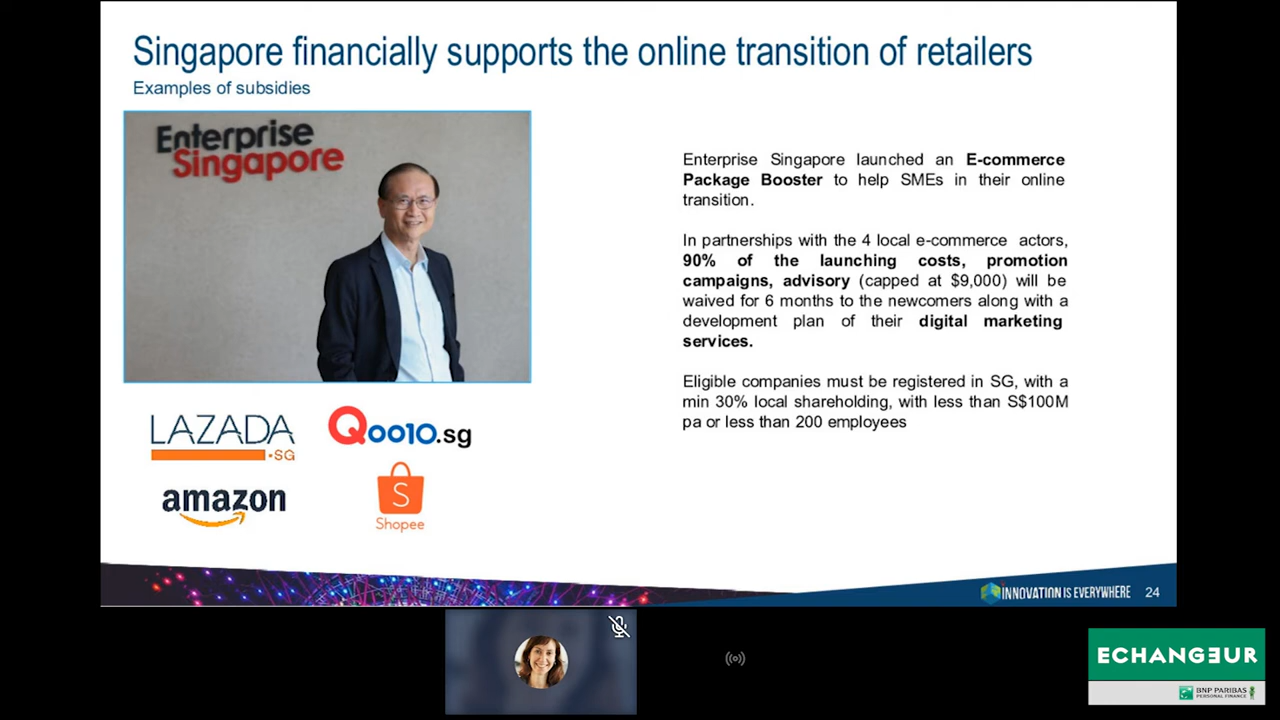 Singapore financially supports the online transition of retailers
Examples of subsidies
Enterprise
Singapore
Enterprise Singapore launched an E-commerce
Package Booster to help SMEs in their online
transition.
In partnerships with the 4 local e-commerce actors,
90% of the launching costs, promotion
campaigns, advisory (capped at $9,000) will be
waived for 6 months to the newcomers along with a
development plan of their digital marketing
services.
Eligible companies must be registered in SG, with a
min 30% local shareholding, with less than S$100M
pa or less than 200 employees
LAZADA
.SG
Qoo10.sg
amazon
S
Shopee
INNOVATION IS EVERYWHERE
24
ECHANGEUR
BNP PARIBAS
PERSONAL FINANCE